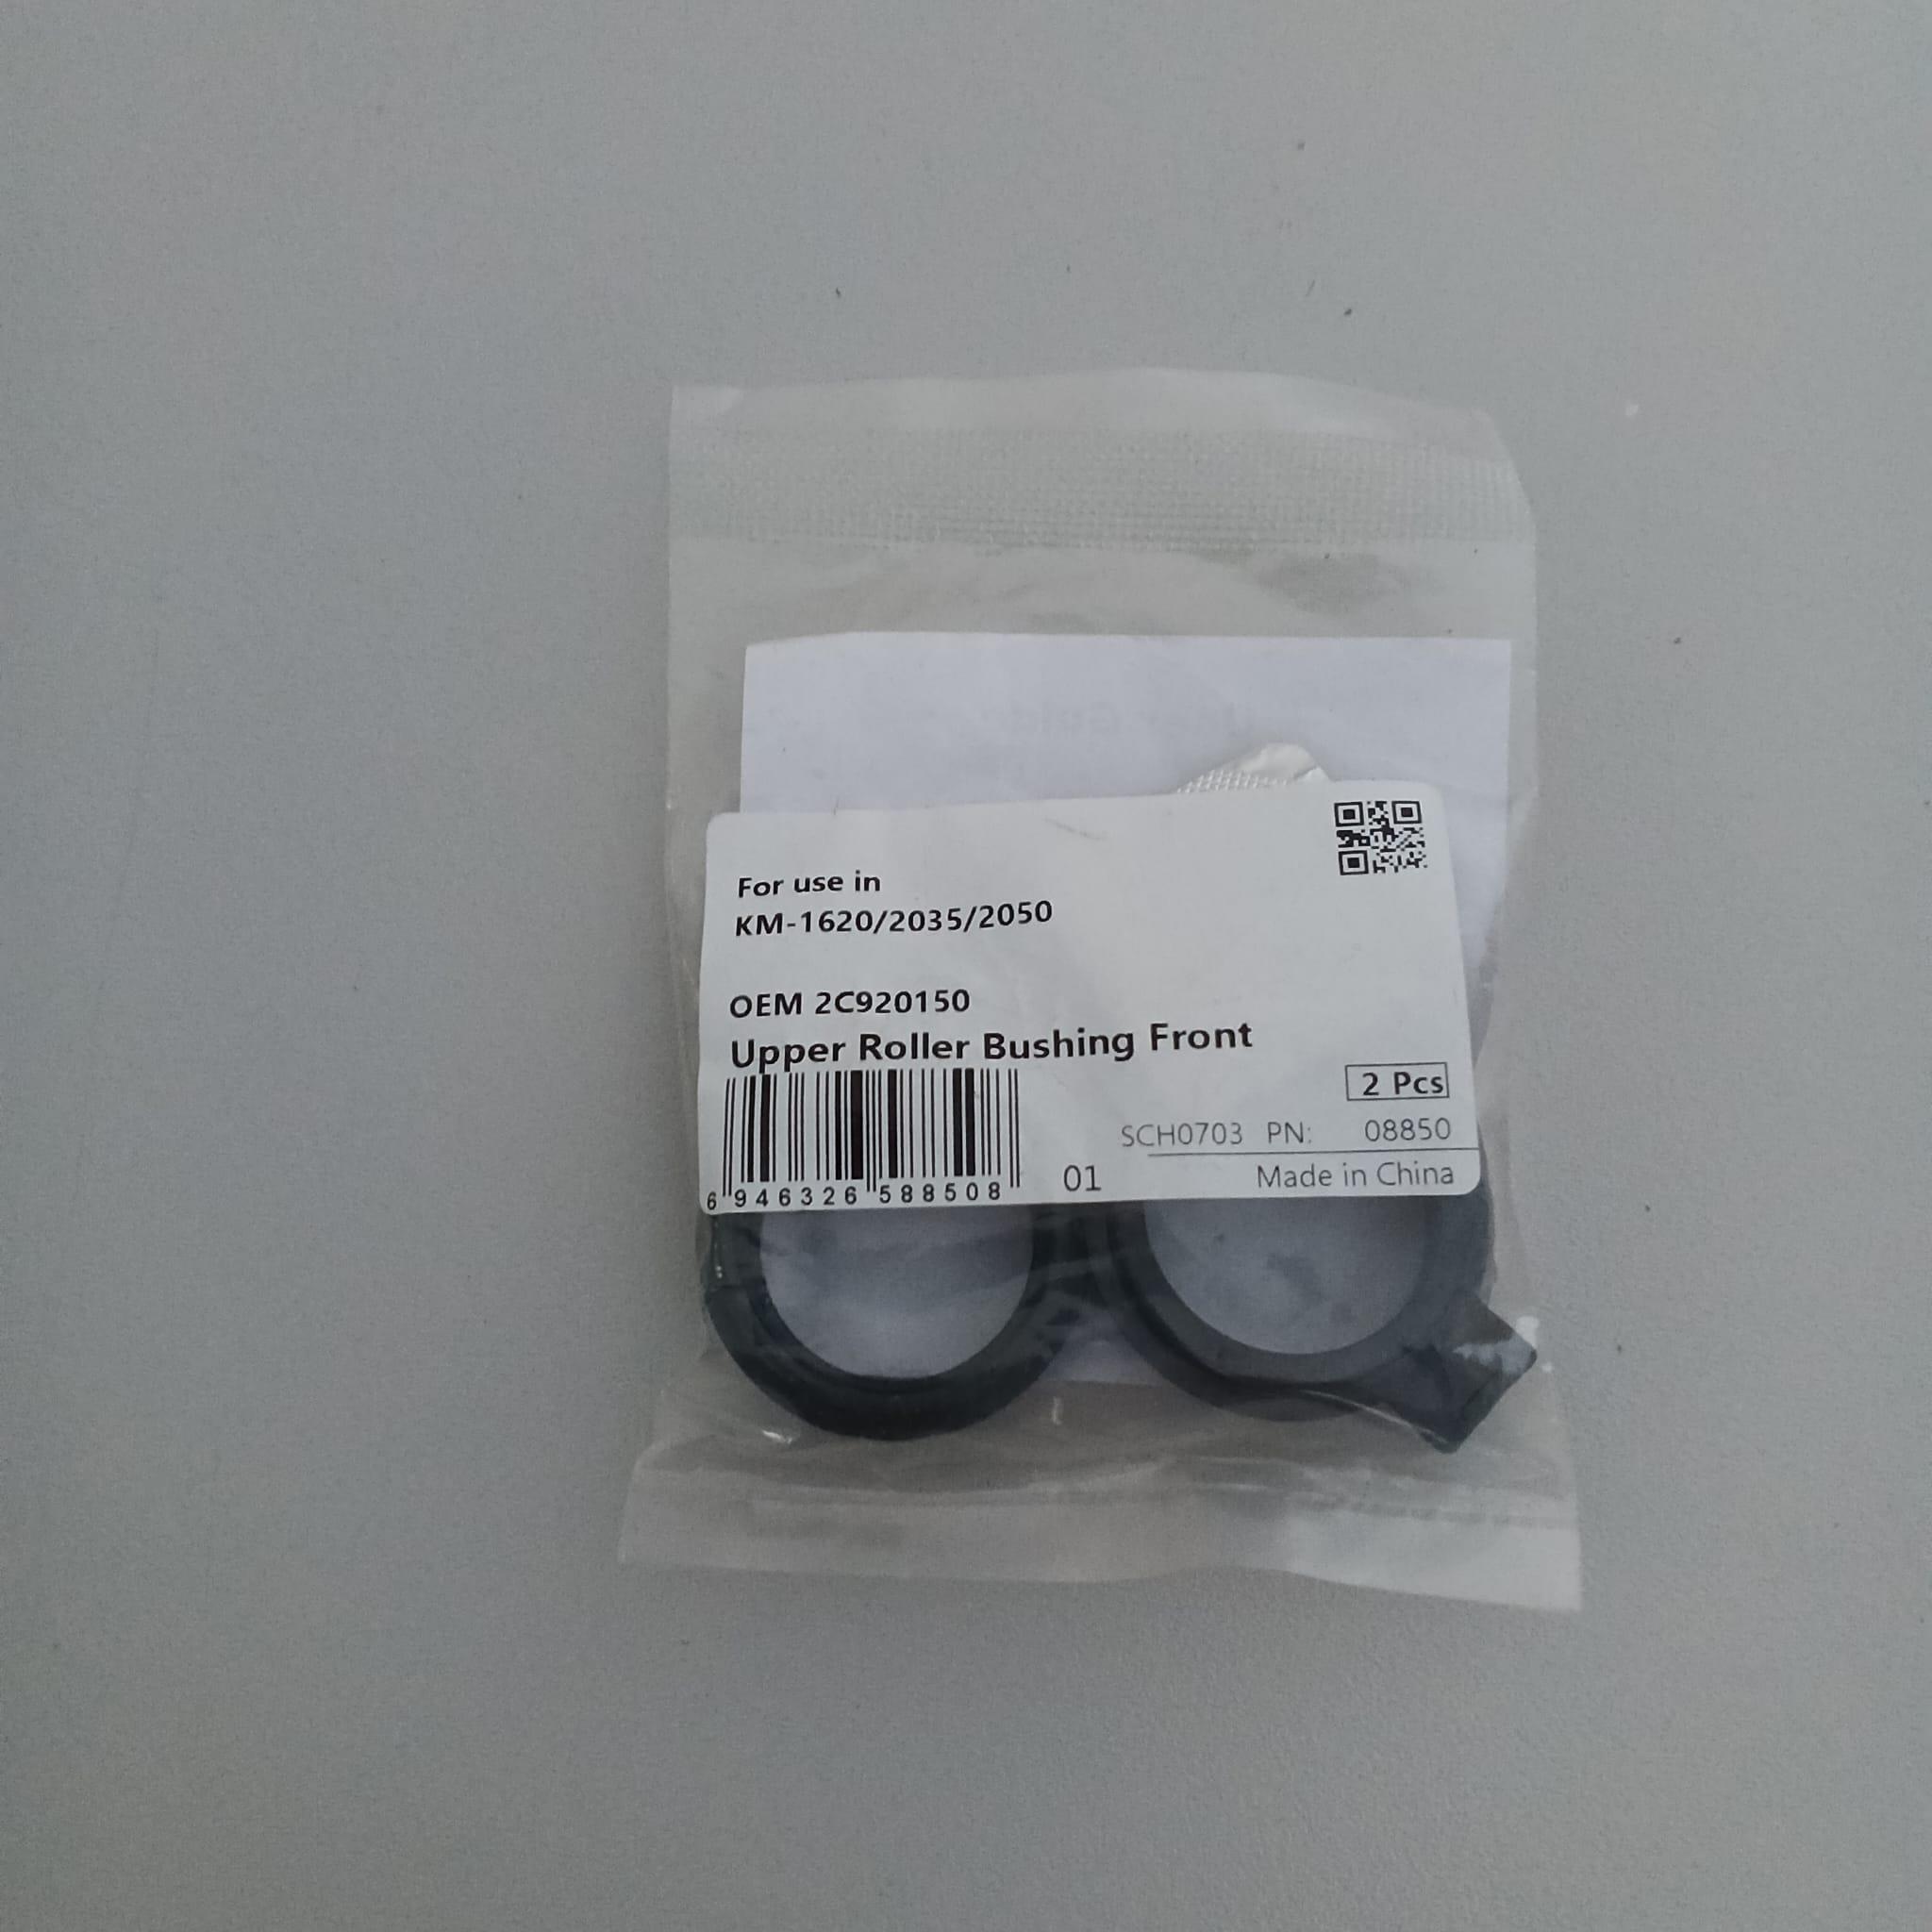 For use in
KM-1620/2035/2050
OEM 2C920150
Upper Roller Bushing Front
2 Pcs
SCH0703 PN: 08850
01 Made in China
6 946326 588508